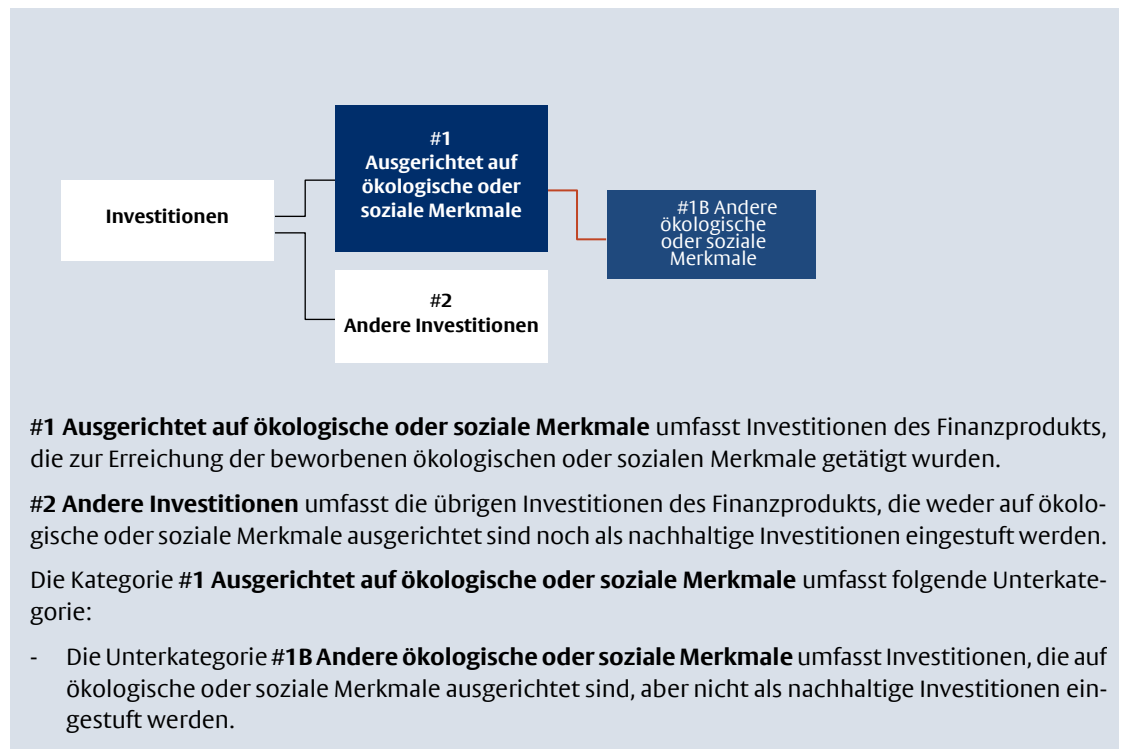 #1
Ausgerichtet auf
ökologische oder
soziale Merkmale
Investitionen
#1B Andere
ökologische
oder soziale
Merkmale
#2
Andere Investitionen
#1 Ausgerichtet auf ökologische oder soziale Merkmale umfasst Investitionen des Finanzprodukts,
die zur Erreichung der beworbenen ökologischen oder sozialen Merkmale getätigt wurden.
#2 Andere Investitionen umfasst die übrigen Investitionen des Finanzprodukts, die weder auf ökolo-
gische oder soziale Merkmale ausgerichtet sind noch als nachhaltige Investitionen eingestuft werden.
Die Kategorie #1 Ausgerichtet auf ökologische oder soziale Merkmale umfasst folgende Unterkate-
gorie:
- Die Unterkategorie #1B Andere ökologische oder soziale Merkmale umfasst Investitionen, die auf
ökologische oder soziale Merkmale ausgerichtet sind, aber nicht als nachhaltige Investitionen ein-
gestuft werden.